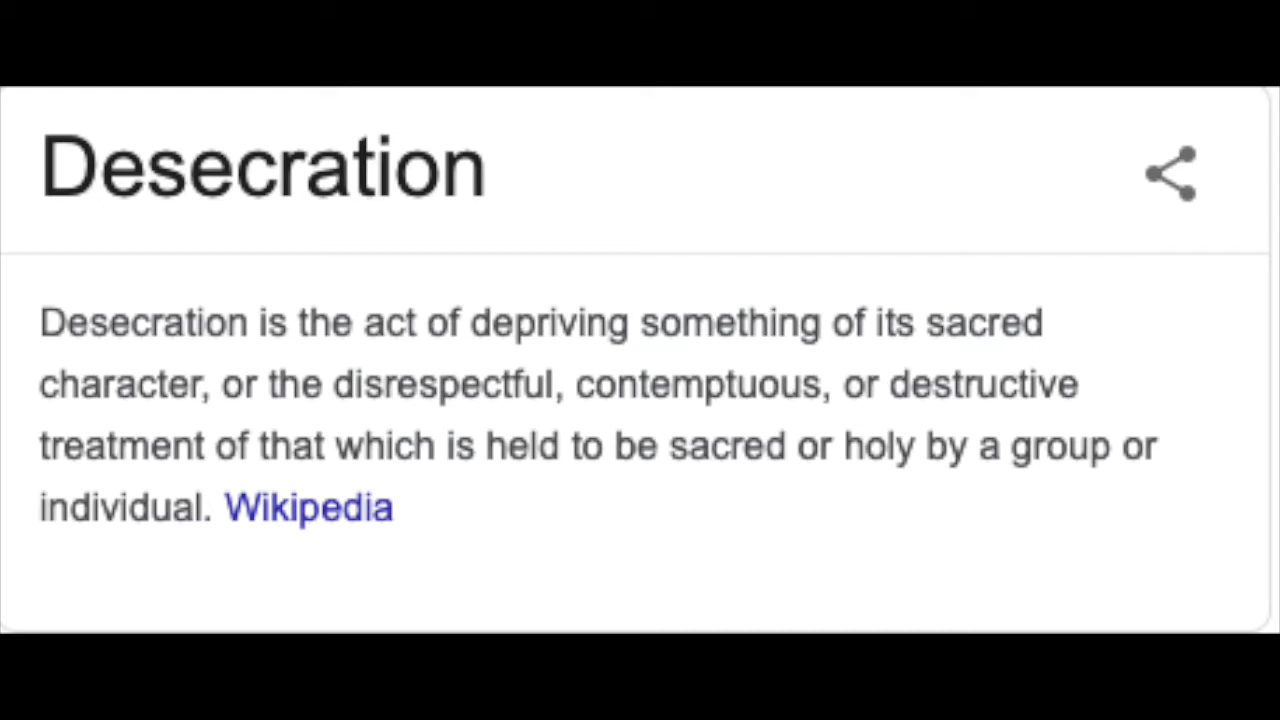 Desecration
Desecration is the act of depriving something of its sacred
character, or the disrespectful, contemptuous, or destructive
treatment of that which is held to be sacred or holy by a group or
individual. Wikipedia